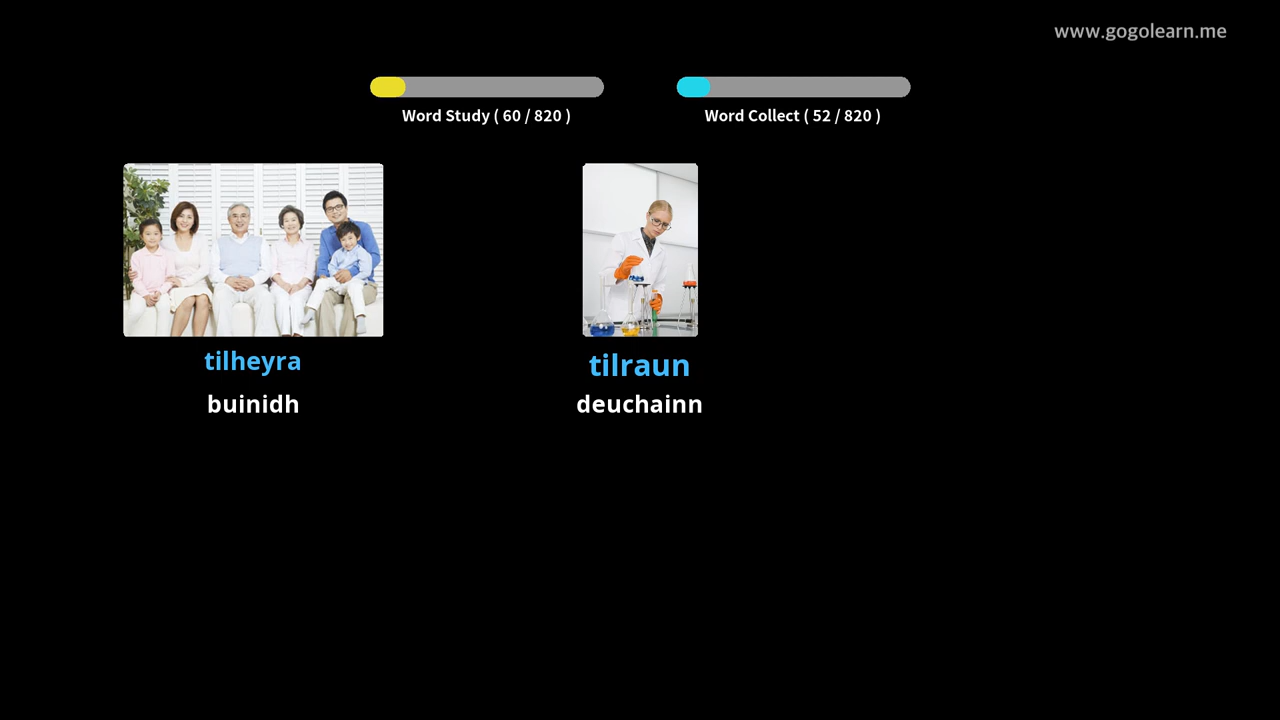 www.gogolearn.me
Word Study ( 60 / 820 )
Word Collect ( 52 / 820 )
tilheyra
buinidh
tilraun
deuchainn